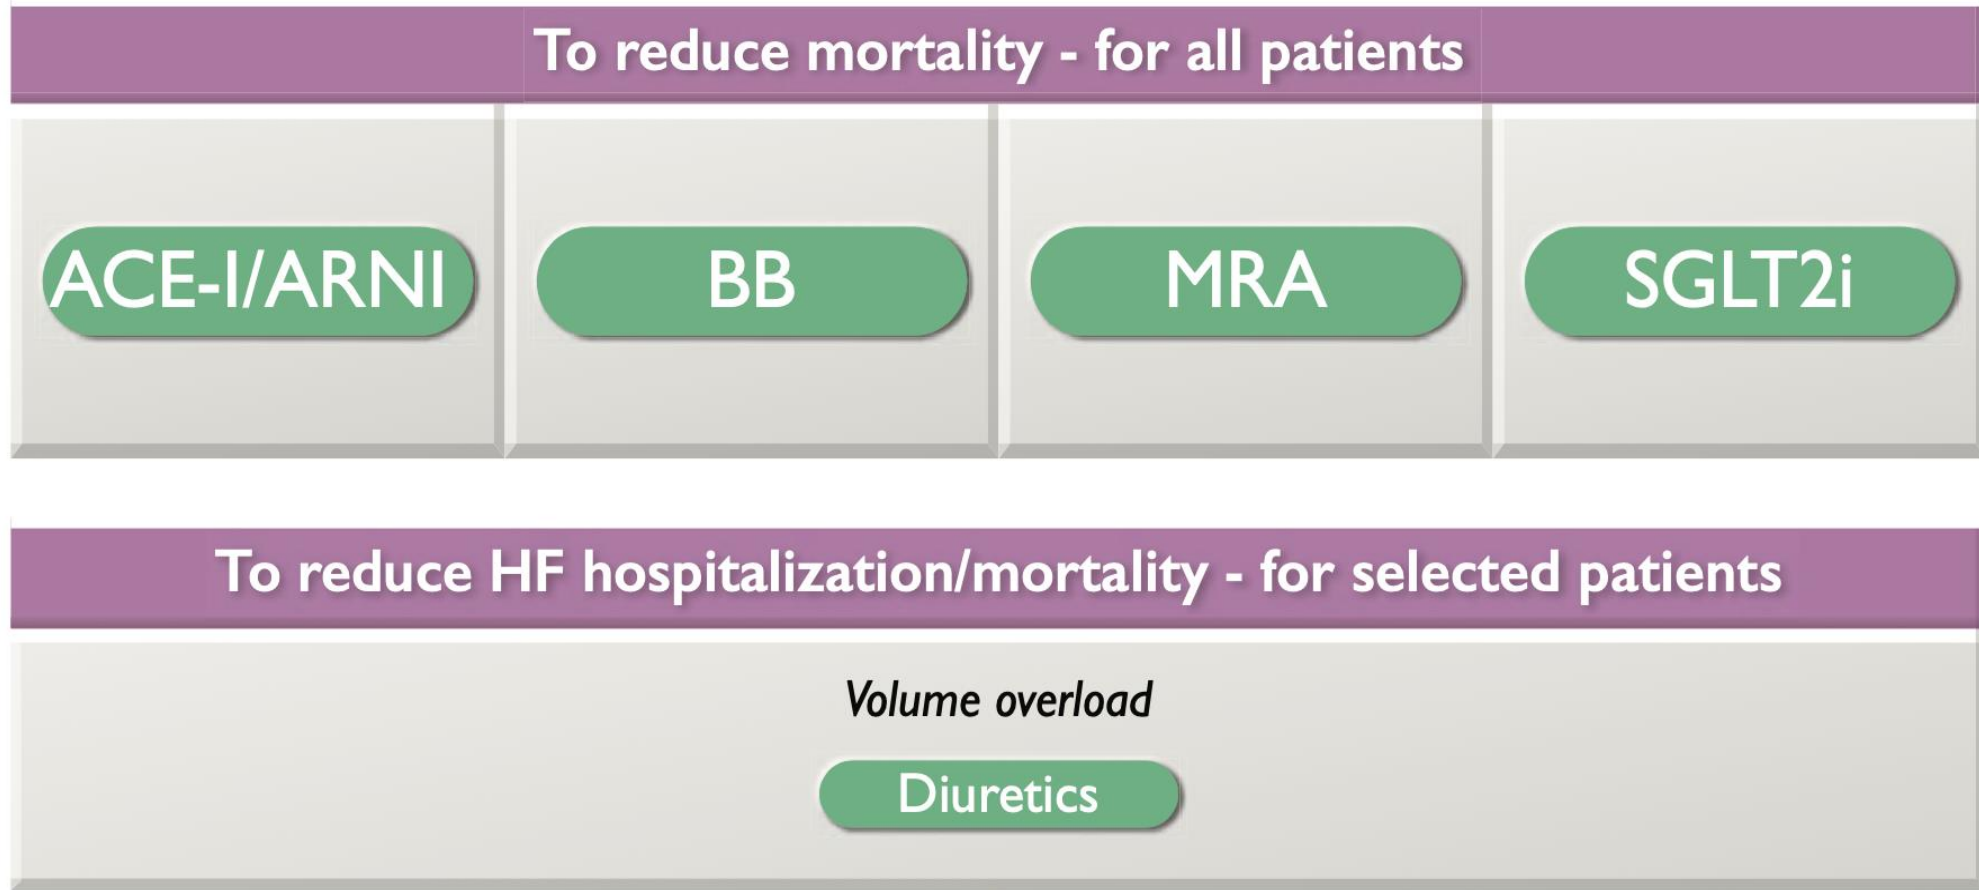 To reduce mortality - for all patients
ACE-I/ARNI
BB
MRA
SGLT2i
To reduce HF hospitalization/mortality - for selected patients
Volume overload
Diuretics